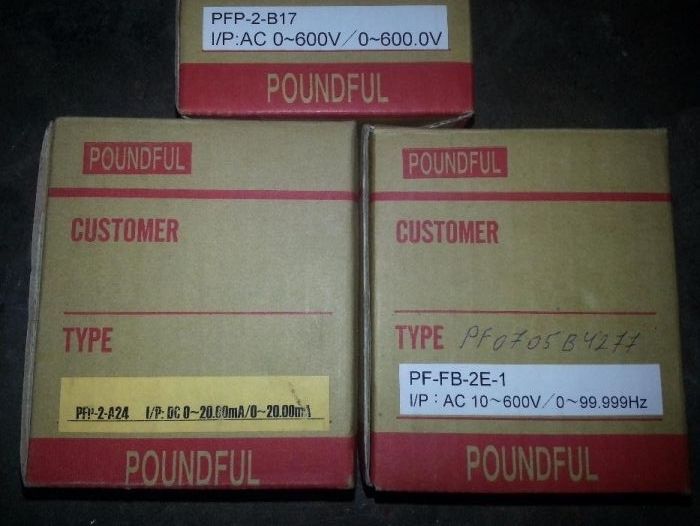 PFP-2-B17
I/P:AC 0~600V/0~600.0V
POUNDFUL
POUNDFUL
CUSTOMER
TYPE
PFP-2-A24 I/P: DC 0~20.00mA/0~20.00mA
POUNDFUL
POUNDFUL
CUSTOMER
TYPE PF0705B4277
PF-FB-2E-1
I/P: AC 10~600V/0~99.999Hz
POUNDFUL